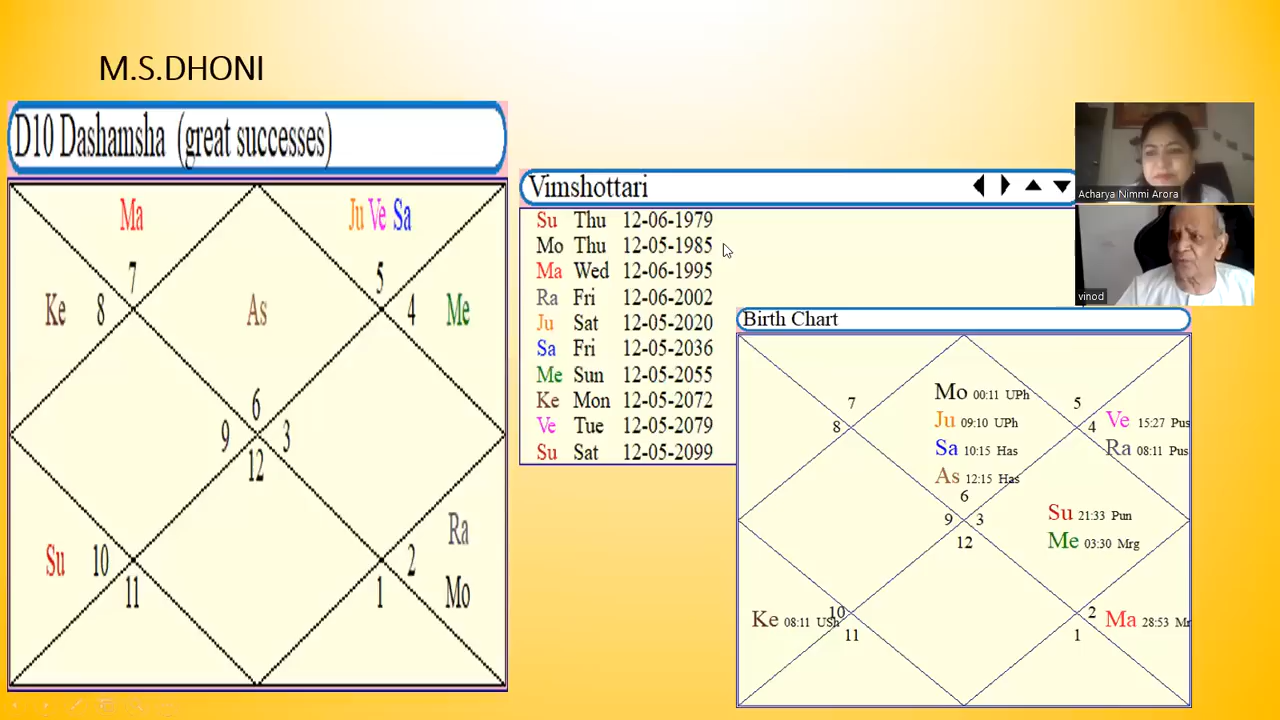 M.S.DHONI
D10 Dashamsha (great successes)
Ma
Ju Ve Sa
7
5
Ke 8
As
4 Me
6
9 3
12
Su 10
11
Ra
2
1
Mo
Vimshottari
Su Thu 12-06-1979
Mo Thu 12-05-1985
Ma Wed 12-06-1995
Ra Fri 12-06-2002
Ju Sat 12-05-2020
Sa Fri 12-05-2036
Me Sun 12-05-2055
Ke Mon 12-05-2072
Ve Tue 12-05-2079
Su Sat 12-05-2099
Acharya Nimmi Arora
vinod
Birth Chart
Mo 00:11 UPh
Ju 09:10 UPh
Sa 10:15 Has
As 12:15 Has
7
8
5
4
Ve 15:27 Pus
Ra 08:11 Pus
6
9 3
12
Su 21:33 Pun
Me 03:30 Mrg
Ke 08:11 USh
10
11
2
1
Ma 28:53 Mr